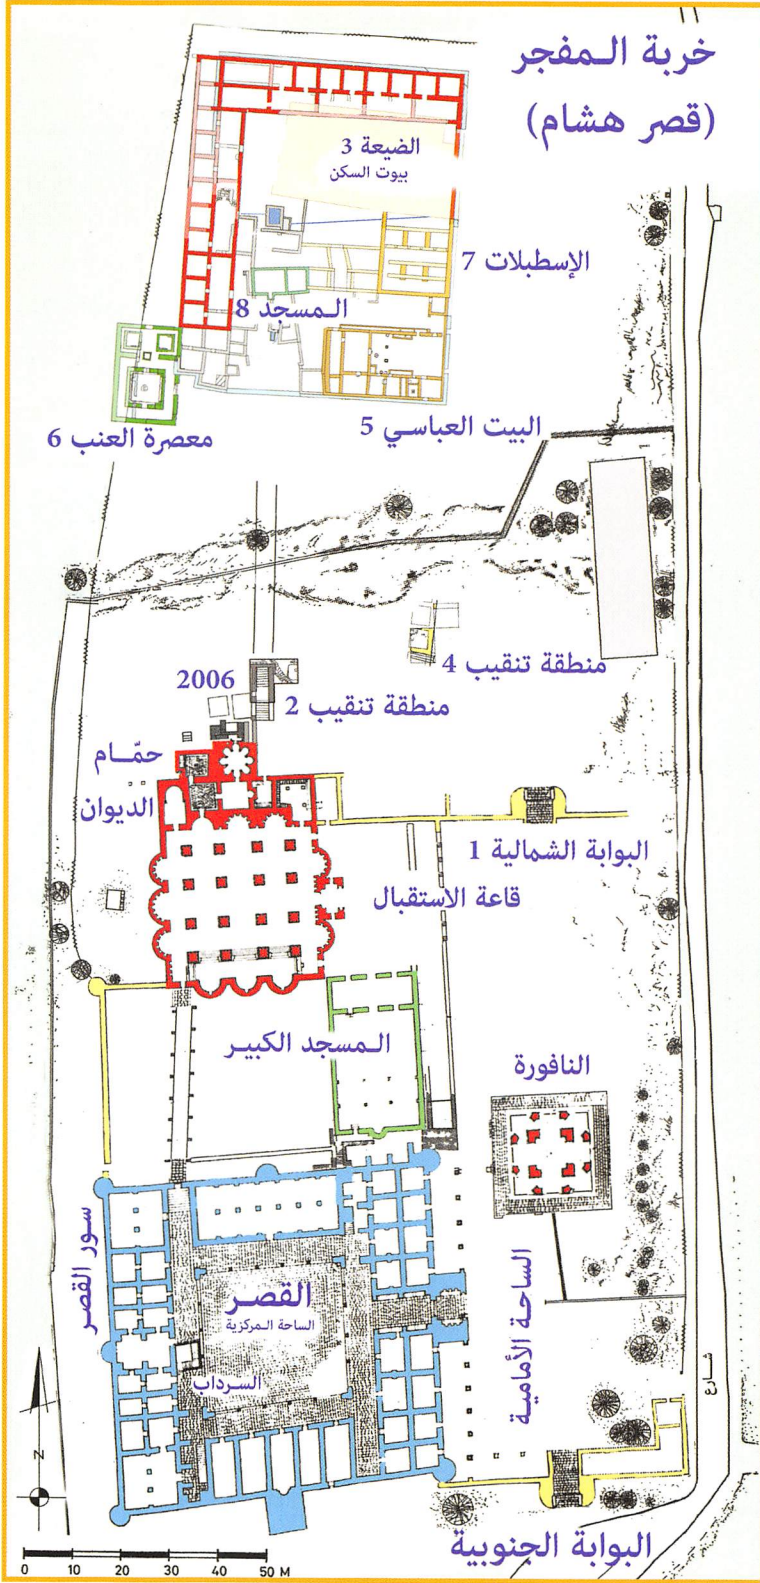 خربة المفجر
(قصر هشام)
الضيعة 3
بيوت السكن
الإسطبلات 7
المسجد 8
البيت العباسي 5
معصرة العنب 6
منطقة تنقيب 4
2006
منطقة تنقيب 2
حمّام
الديوان
البوابة الشمالية 1
قاعة الاستقبال
المسجد الكبير
النافورة
سور القصر
القصر
الساحة المركزية
السرداب
الساحة الأمامية
شارع
البوابة الجنوبية
N
0 10 20 30 40 50 M